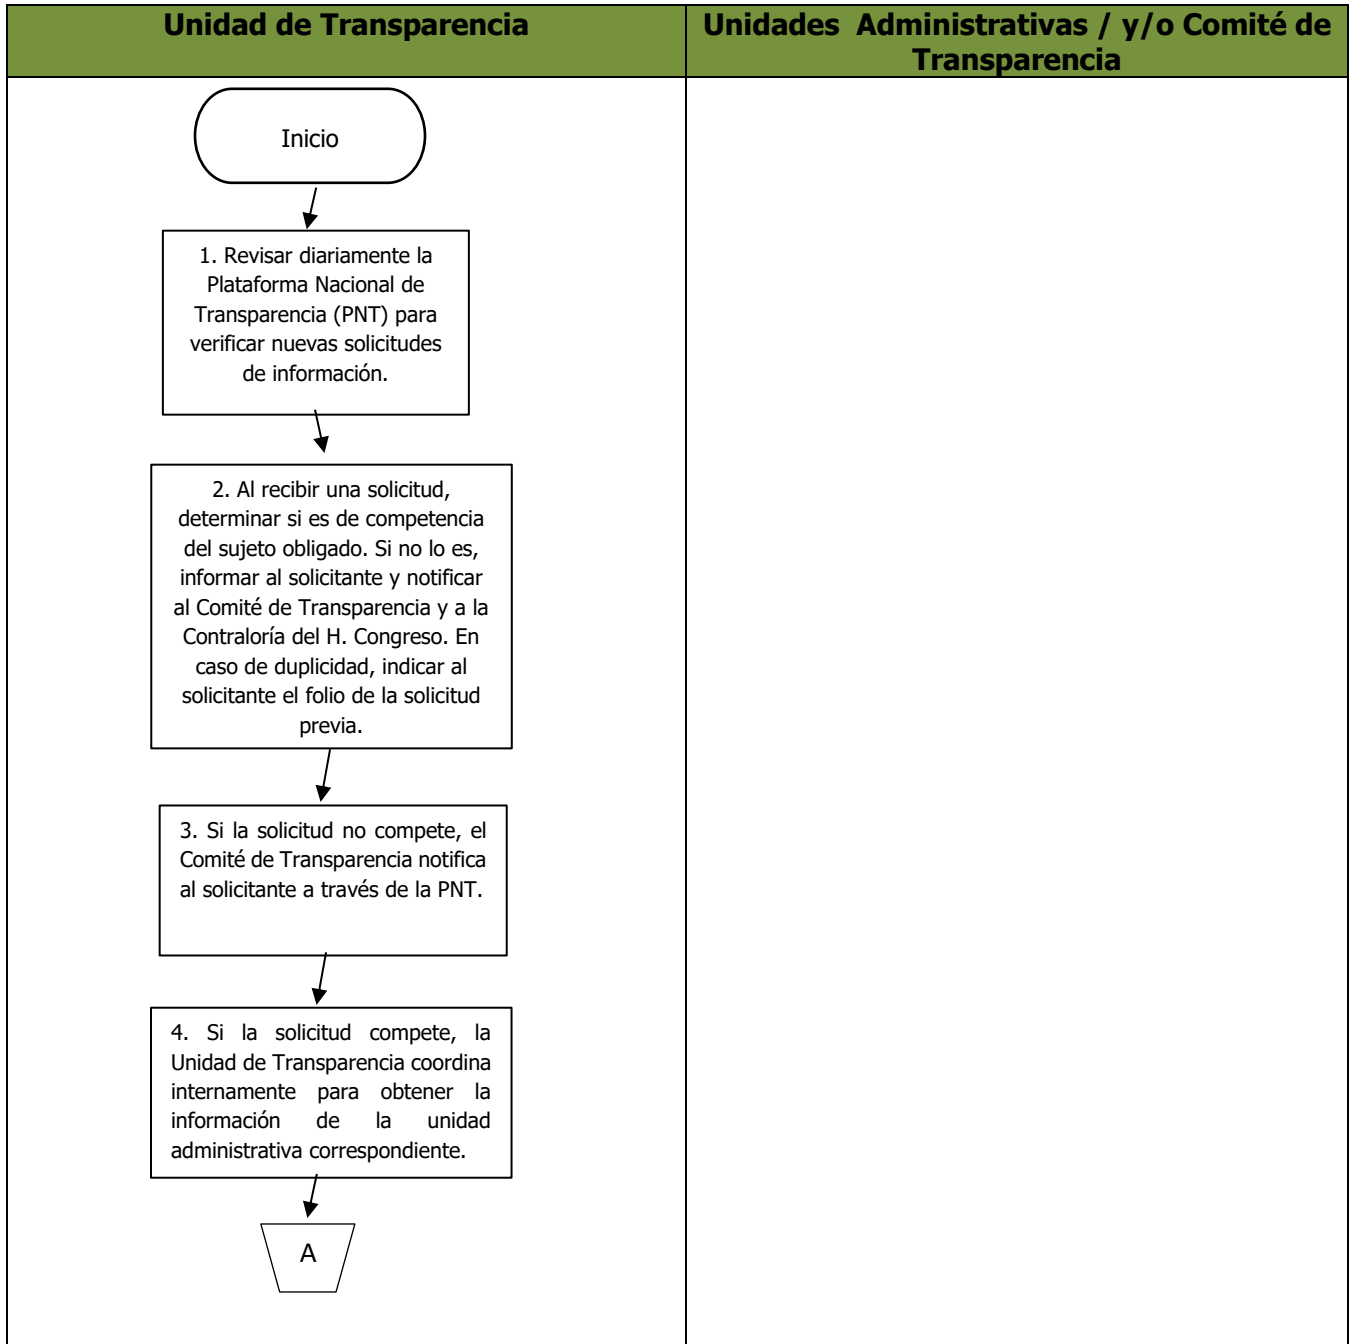 Unidad de Transparencia
Unidades Administrativas / y/o Comité de
Transparencia
Inicio
1. Revisar diariamente la
Plataforma Nacional de
Transparencia (PNT) para
verificar nuevas solicitudes
de información.
2. Al recibir una solicitud,
determinar si es de competencia
del sujeto obligado. Si no lo es,
informar al solicitante y notificar
al Comité de Transparencia y a la
Contraloría del H. Congreso. En
caso de duplicidad, indicar al
solicitante el folio de la solicitud
previa.
3. Si la solicitud no compete, el
Comité de Transparencia notifica
al solicitante a través de la PNT.
4. Si la solicitud compete, la
Unidad de Transparencia coordina
internamente para obtener la
información de la unidad
administrativa correspondiente.
A